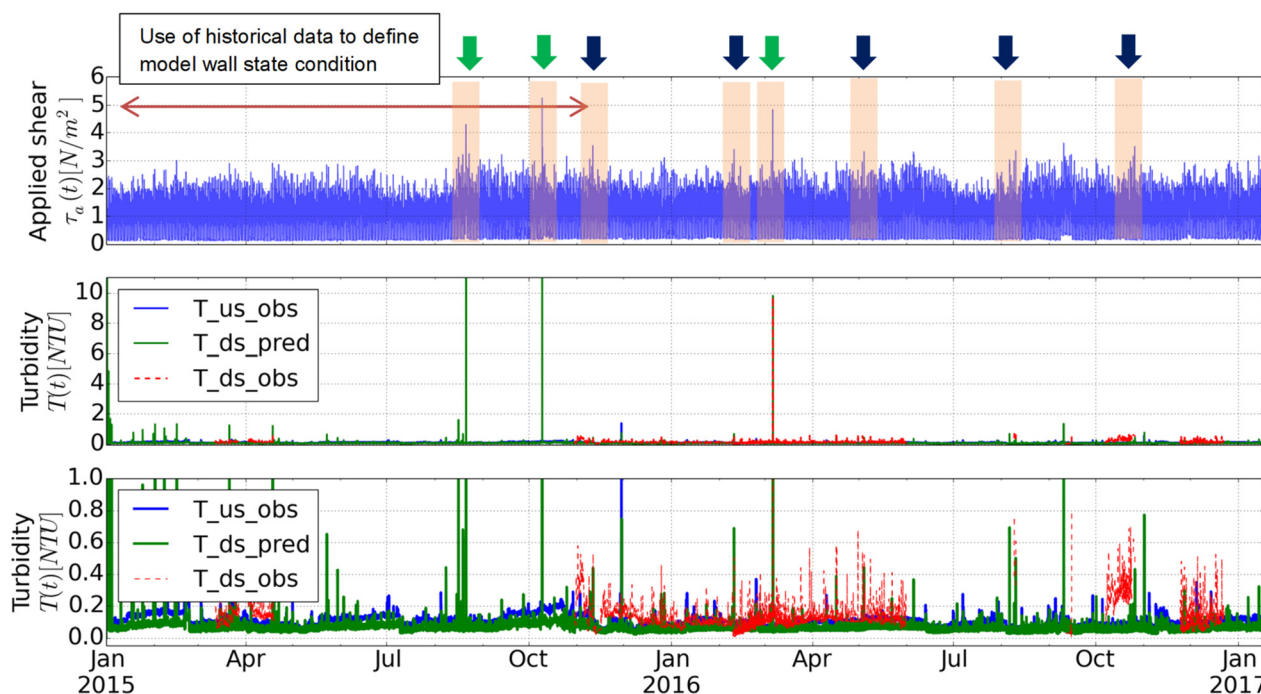 Use of historical data to define
model wall state condition
Applied shear
τ_a(t)[N/m²]
6
5
4
3
2
1
0
Turbidity
T(t)[NTU]
10
8
6
4
2
0
T_us_obs
T_ds_pred
T_ds_obs
Turbidity
T(t)[NTU]
1.0
0.8
0.6
0.4
0.2
0.0
T_us_obs
T_ds_pred
T_ds_obs
Jan Apr Jul Oct Jan Apr Jul Oct Jan
2015 2016 2017